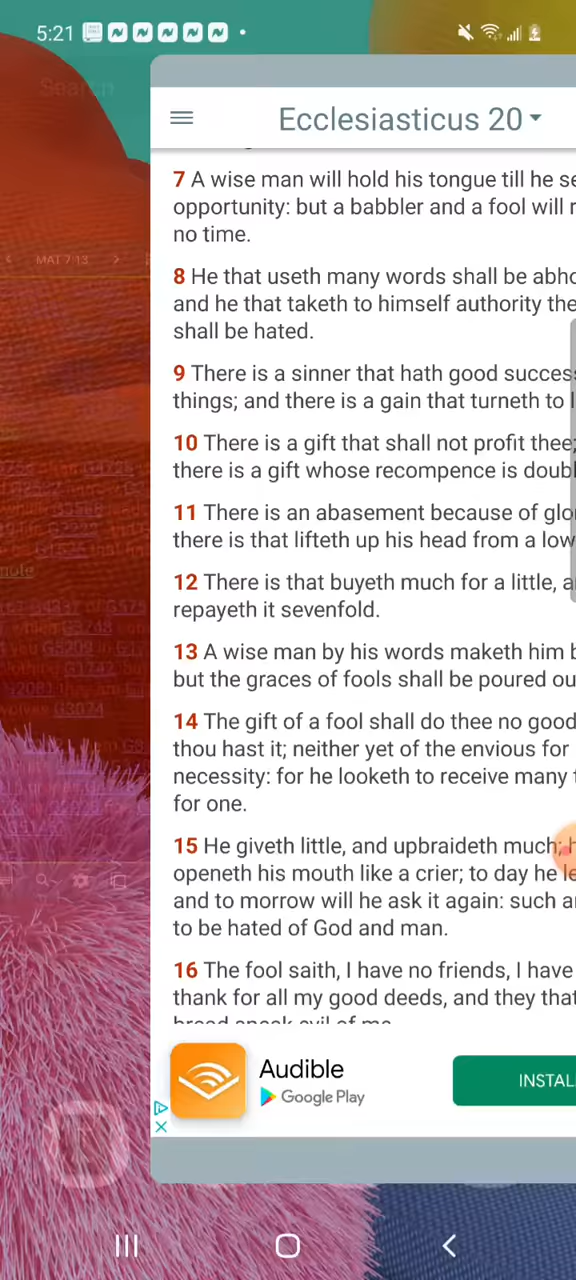 5:21
Search
Ecclesiasticus 20
MAT 7 13
7 A wise man will hold his tongue till he
opportunity: but a babbler and a fool will
no time.
8 He that useth many words shall be
and he that taketh to himself authority
shall be hated.
9 There is a sinner that hath good
things; and there is a gain that turneth to
10 There is a gift that shall not profit thee;
there is a gift whose recompence is
11 There is an abasement because of
there is that lifteth up his head from a low
12 There is that buyeth much for a little,
repayeth it sevenfold.
13 A wise man by his words maketh him
but the graces of fools shall be poured
14 The gift of a fool shall do thee no good
thou hast it; neither yet of the envious for
necessity: for he looketh to receive many
for one.
15 He giveth little, and upbraideth much;
openeth his mouth like a crier; to day he
and to morrow will he ask it again: such
to be hated of God and man.
16 The fool saith, I have no friends, I have
thank for all my good deeds, and they
bread speak evil of me.
Audible
Google Play
INSTAL